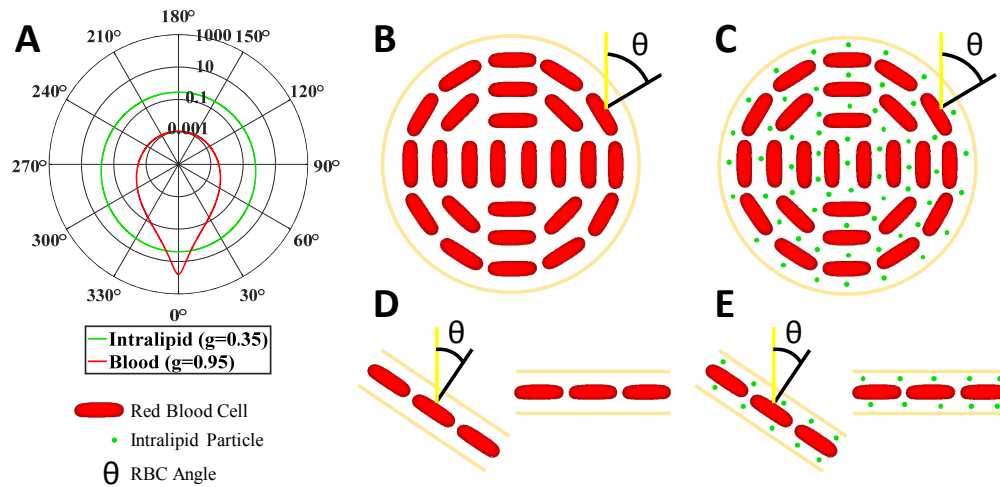 A
180°
210°
1000
150°
240°
10
120°
0.1
0.001
270°
90°
300°
60°
330°
30°
0°
Intralipid (g=0.35)
Blood (g=0.95)
Red Blood Cell
Intralipid Particle
θ RBC Angle
B
θ
C
θ
D
θ
E
θ